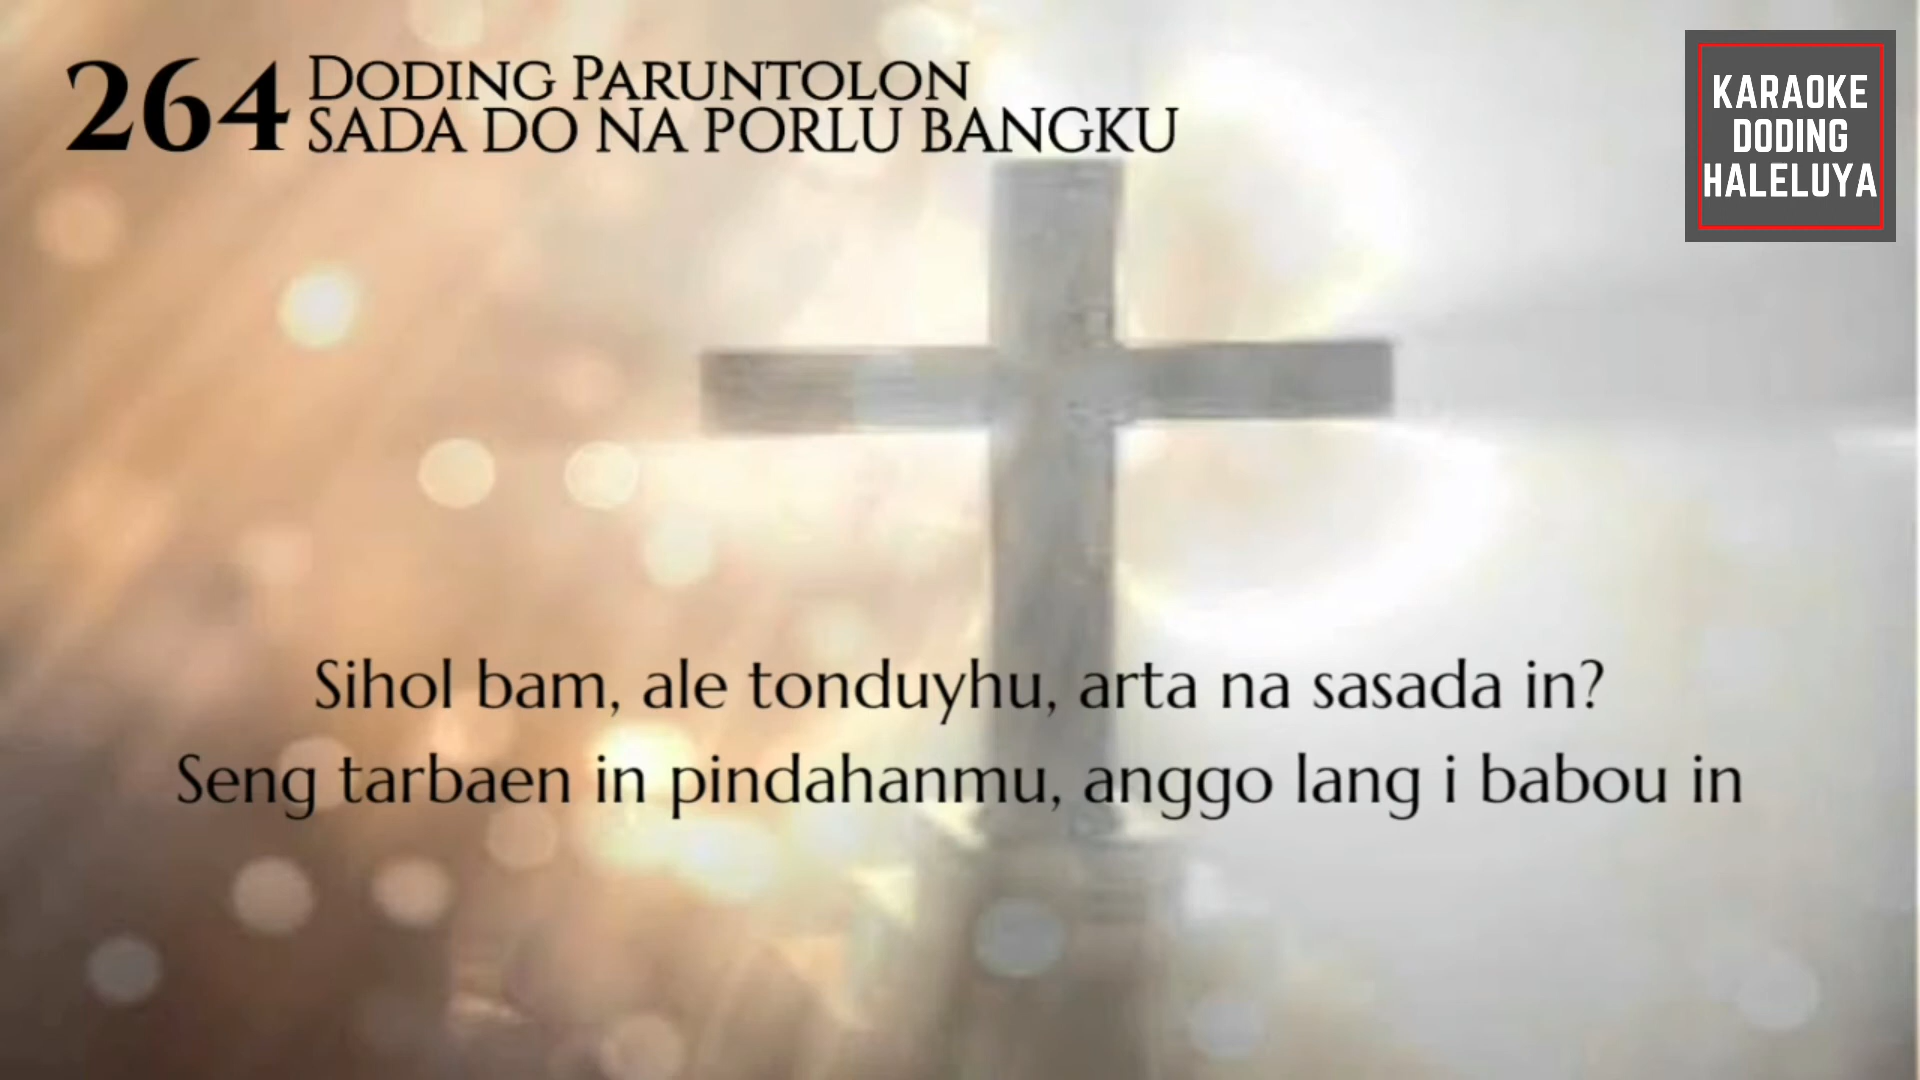 264
DODING PARUNTOLON
SADA DO NA PORLU BANGKU
KARAOKE
DODING
HALELUYA
Sihol bam, ale tonduyhu, arta na sasada in?
Seng tarbaen in pindahanmu, anggo lang i babou in